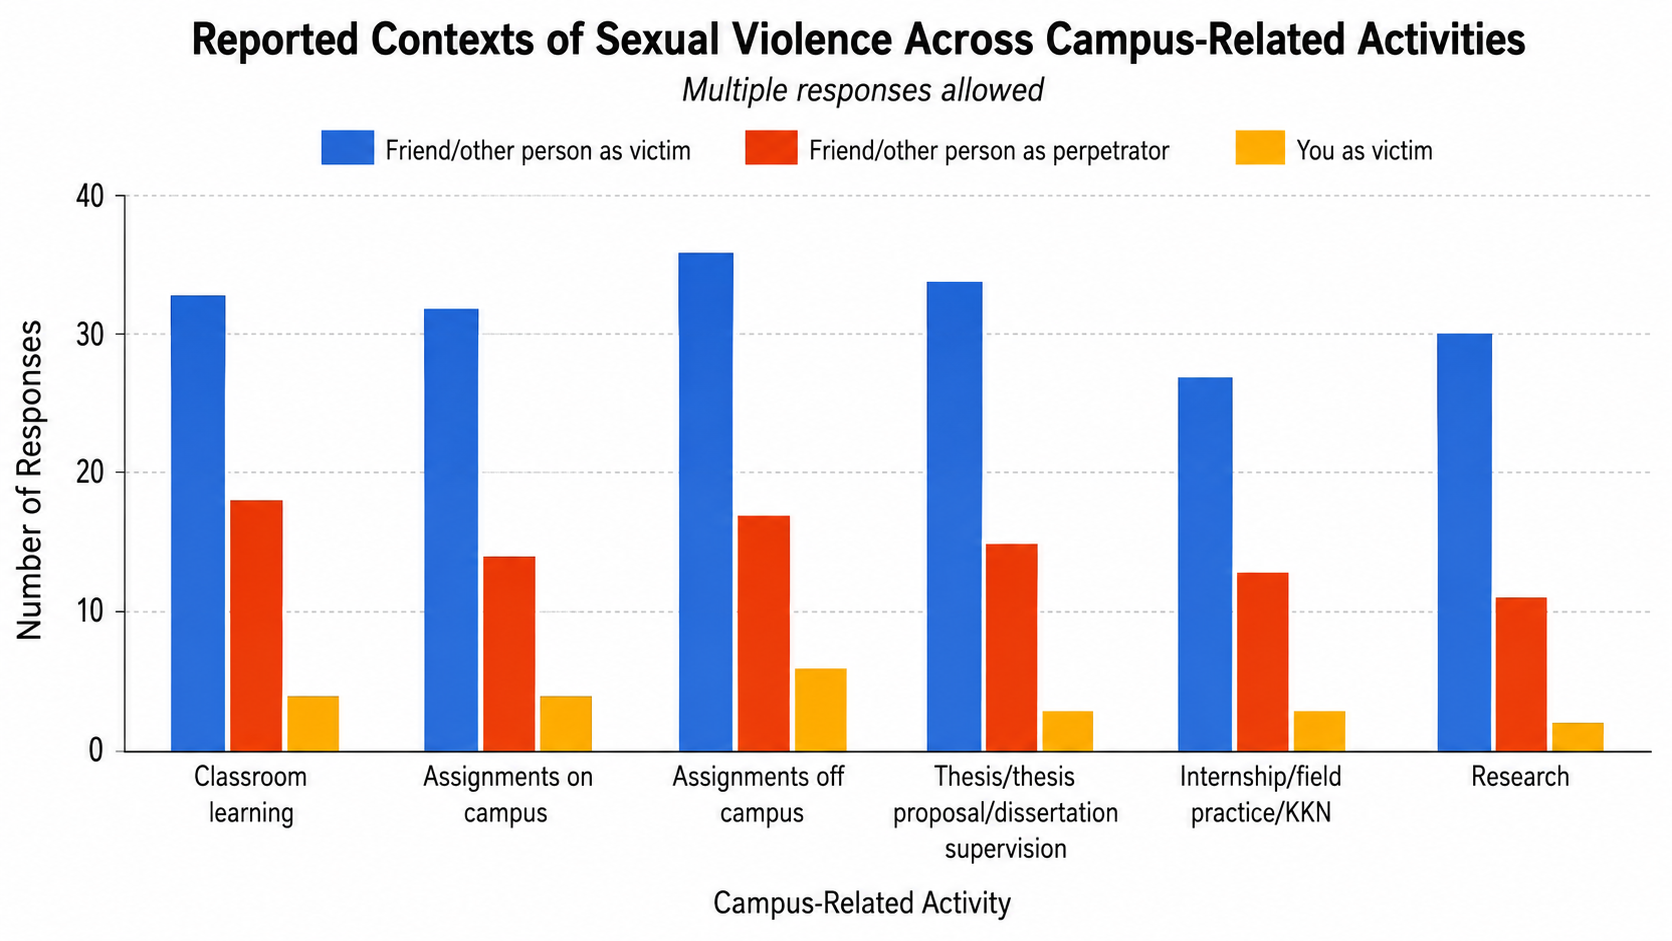 Reported Contexts of Sexual Violence Across Campus-Related Activities
Multiple responses allowed
Friend/other person as victim
Friend/other person as perpetrator
You as victim
40
30
20
10
0
Number of Responses
Classroom
learning
Assignments on
campus
Assignments off
campus
Thesis/thesis
proposal/dissertation
supervision
Internship/field
practice/KKN
Research
Campus-Related Activity